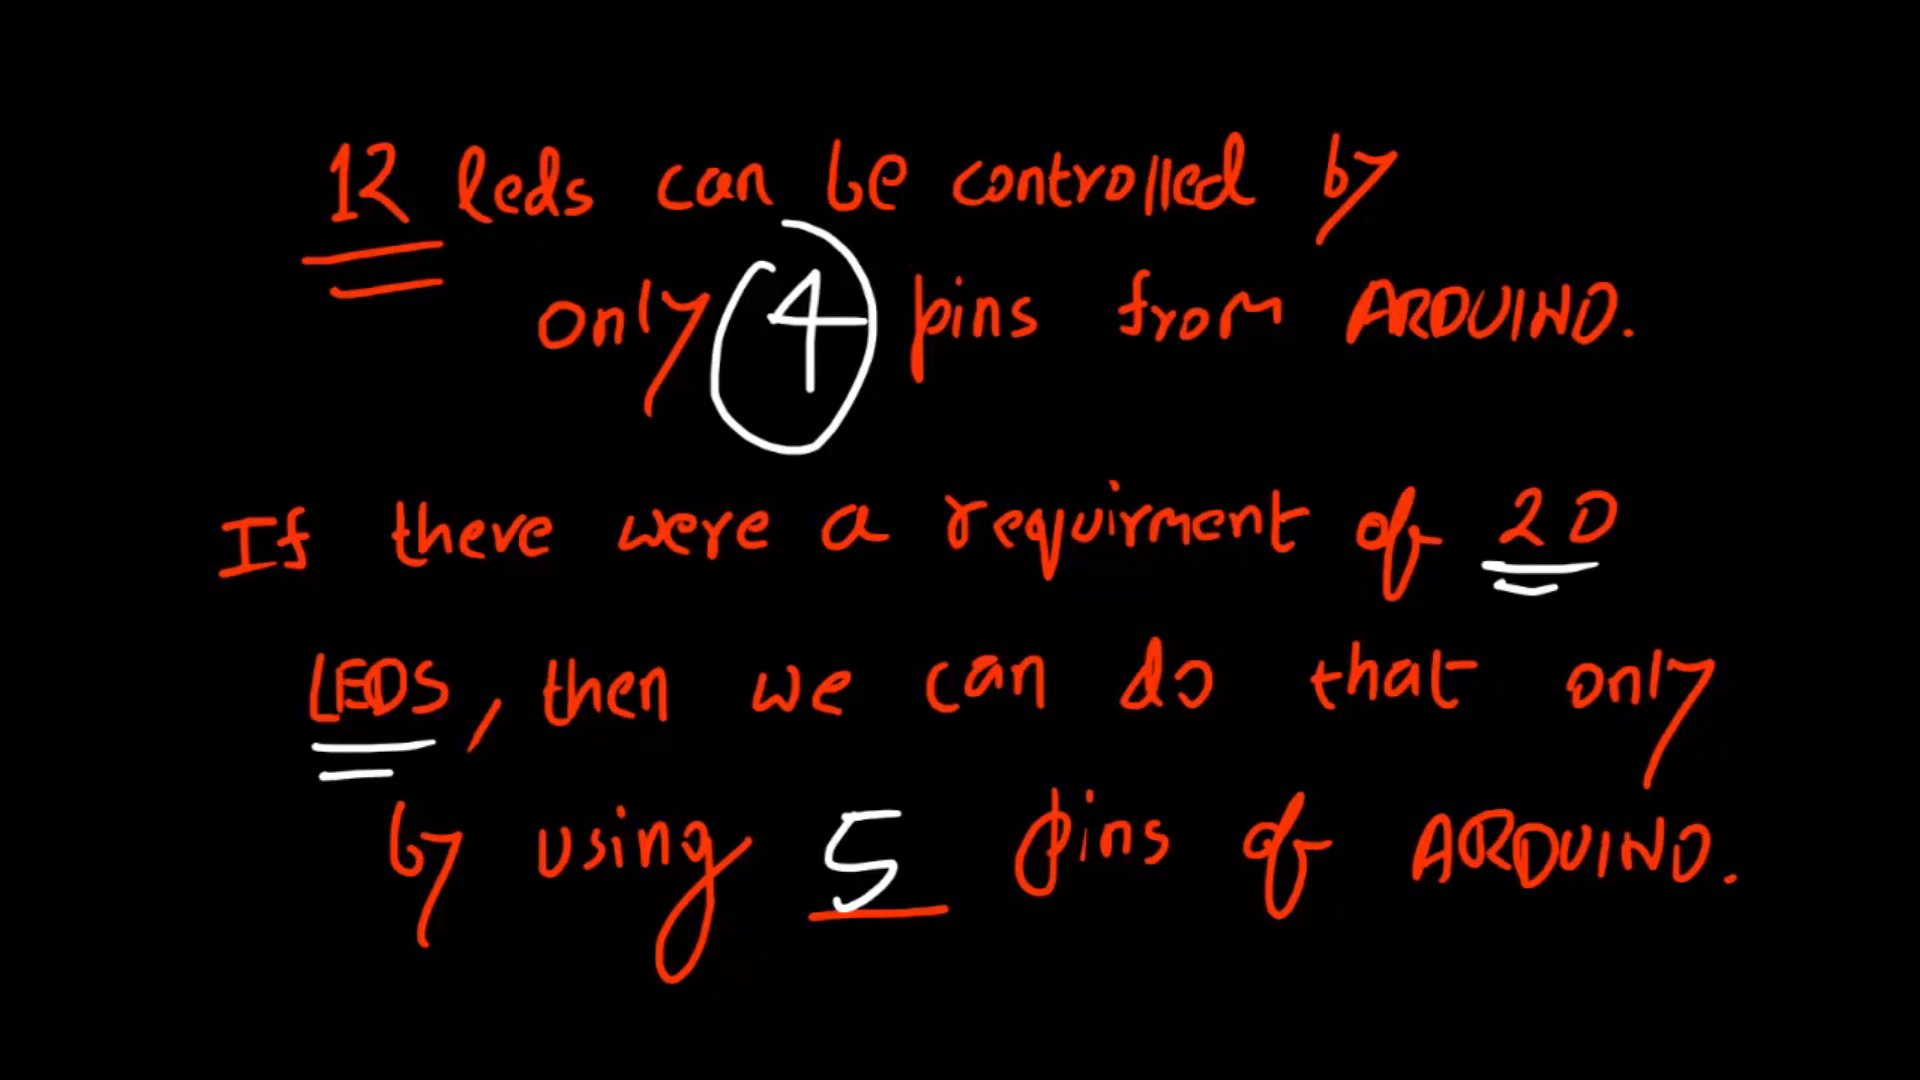 12 leds can be controlled by
only 4 pins from ARDUINO.
If there were a requirment of 20
LEDS, then we can do that only
by using 5 pins of ARDUINO.